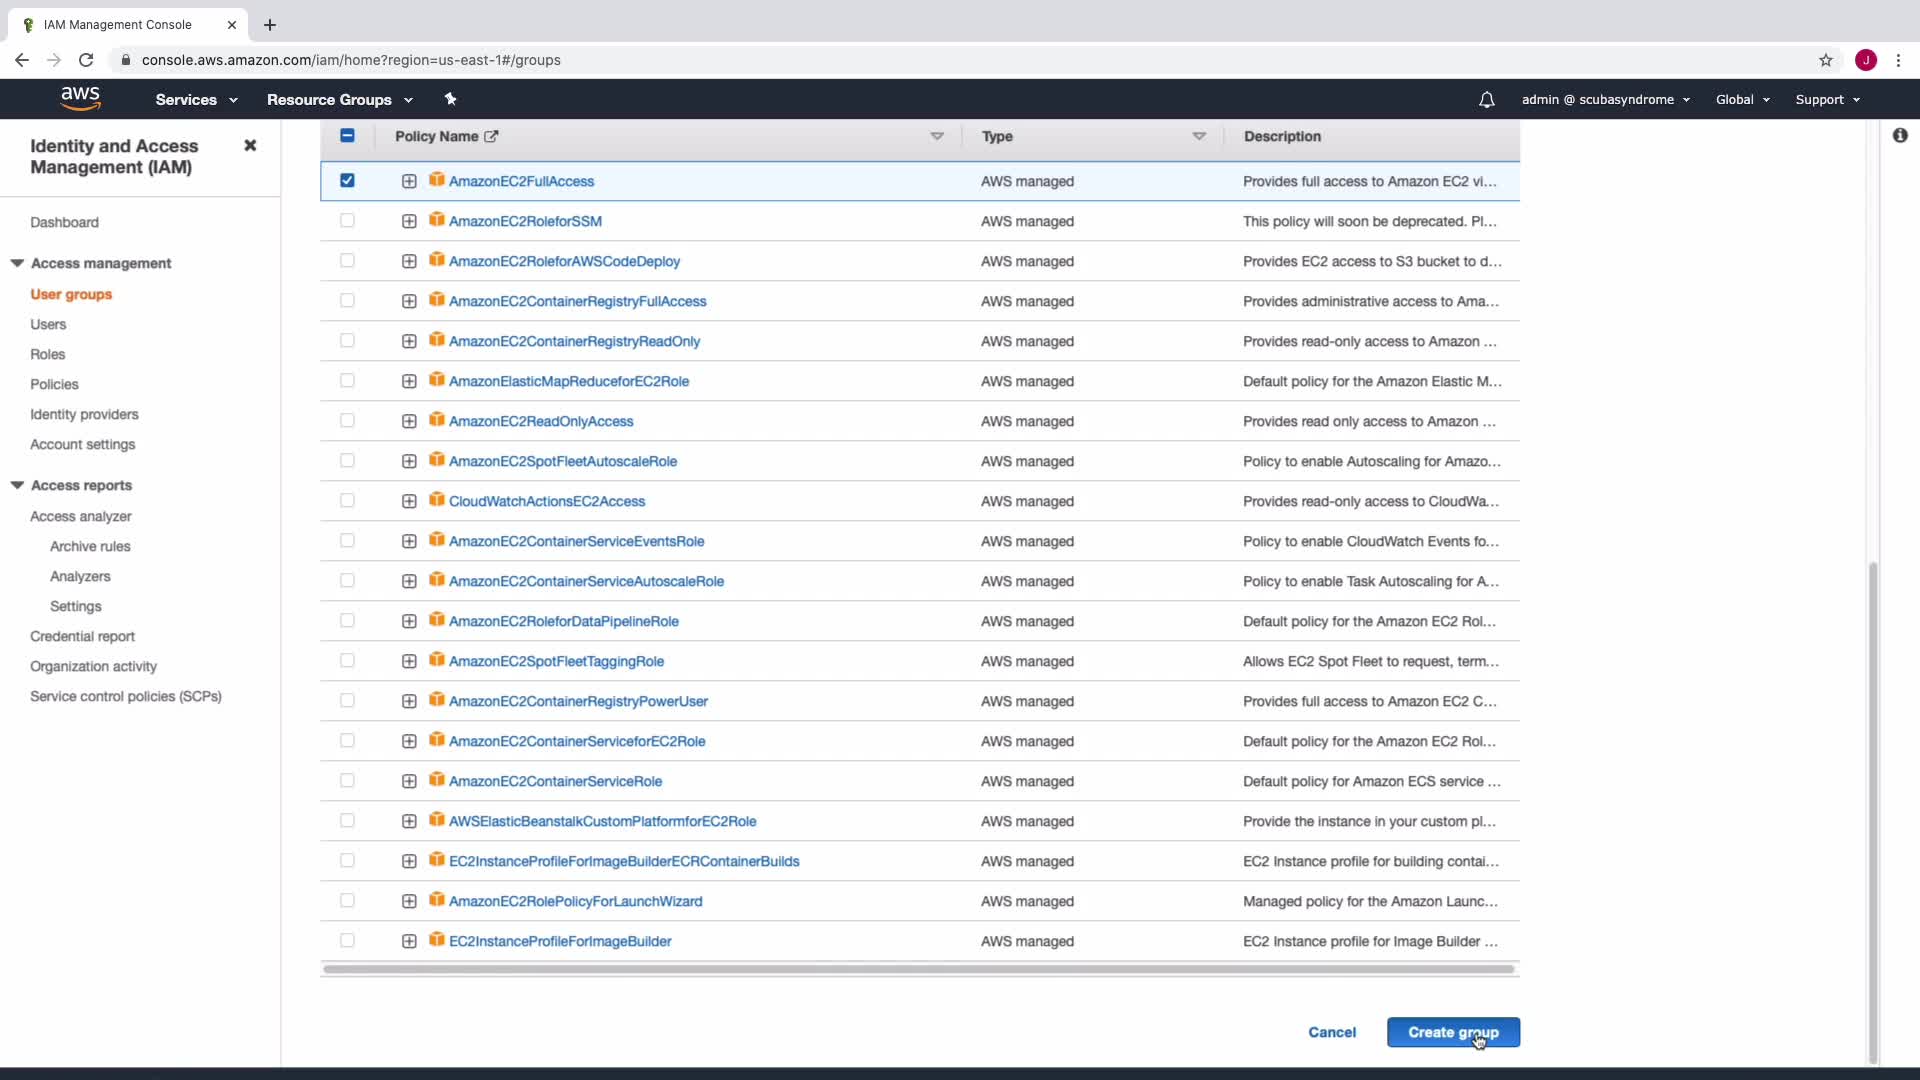 IAM Management Console
console.aws.amazon.com/iam/home?region=us-east-1#/groups
J
aws
Services
Resource Groups
admin @ scubasyndrome
Global
Support
Identity and Access
Management (IAM)
Dashboard
Access management
User groups
Users
Roles
Policies
Identity providers
Account settings
Access reports
Access analyzer
Archive rules
Analyzers
Settings
Credential report
Organization activity
Service control policies (SCPs)
Policy Name Type Description
AmazonEC2FullAccess AWS managed Provides full access to Amazon EC2 vi...
AmazonEC2RoleforSSM AWS managed This policy will soon be deprecated. Pl...
AmazonEC2RoleforAWSCodeDeploy AWS managed Provides EC2 access to S3 bucket to d...
AmazonEC2ContainerRegistryFullAccess AWS managed Provides administrative access to Ama...
AmazonEC2ContainerRegistryReadOnly AWS managed Provides read-only access to Amazon ...
AmazonElasticMapReduceforEC2Role AWS managed Default policy for the Amazon Elastic M...
AmazonEC2ReadOnlyAccess AWS managed Provides read only access to Amazon ...
AmazonEC2SpotFleetAutoscaleRole AWS managed Policy to enable Autoscaling for Amazo...
CloudWatchActionsEC2Access AWS managed Provides read-only access to CloudWa...
AmazonEC2ContainerServiceEventsRole AWS managed Policy to enable CloudWatch Events fo...
AmazonEC2ContainerServiceAutoscaleRole AWS managed Policy to enable Task Autoscaling for A...
AmazonEC2RoleforDataPipelineRole AWS managed Default policy for the Amazon EC2 Rol...
AmazonEC2SpotFleetTaggingRole AWS managed Allows EC2 Spot Fleet to request, term...
AmazonEC2ContainerRegistryPowerUser AWS managed Provides full access to Amazon EC2 C...
AmazonEC2ContainerServiceforEC2Role AWS managed Default policy for the Amazon EC2 Rol...
AmazonEC2ContainerServiceRole AWS managed Default policy for Amazon ECS service ...
AWSElasticBeanstalkCustomPlatformforEC2Role AWS managed Provide the instance in your custom pl...
EC2InstanceProfileForImageBuilderECRContainerBuilds AWS managed EC2 Instance profile for building contai...
AmazonEC2RolePolicyForLaunchWizard AWS managed Managed policy for the Amazon Launc...
EC2InstanceProfileForImageBuilder AWS managed EC2 Instance profile for Image Builder ...
Cancel
Create group